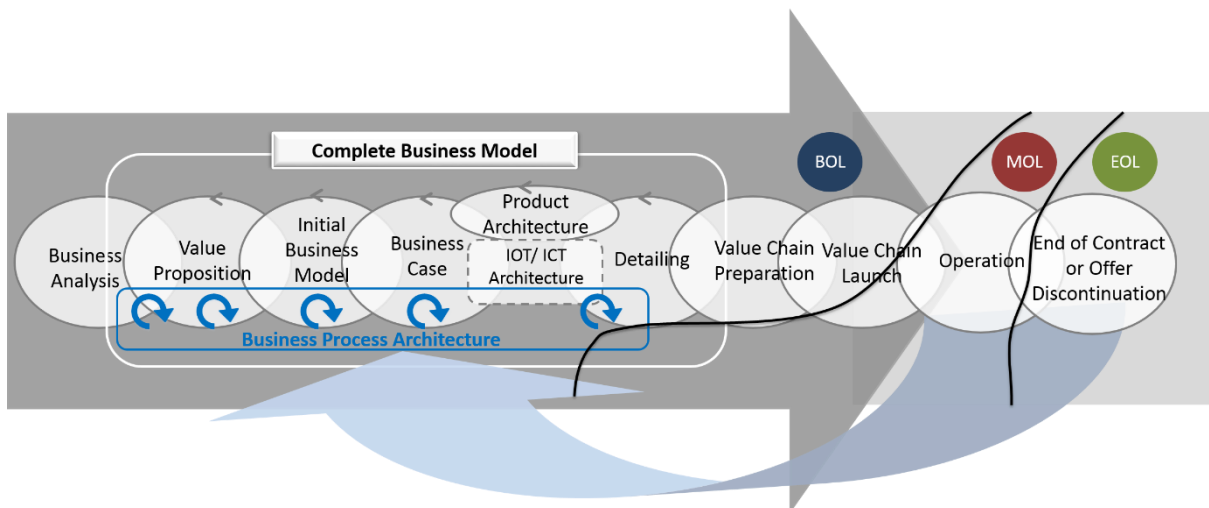 Complete Business Model
BOL
MOL
EOL
Business
Analysis
Value
Proposition
Initial
Business
Model
Business
Case
Product
Architecture
IOT/ ICT
Architecture
Detailing
Value Chain
Preparation
Value Chain
Launch
Operation
End of Contract
or Offer
Discontinuation
Business Process Architecture